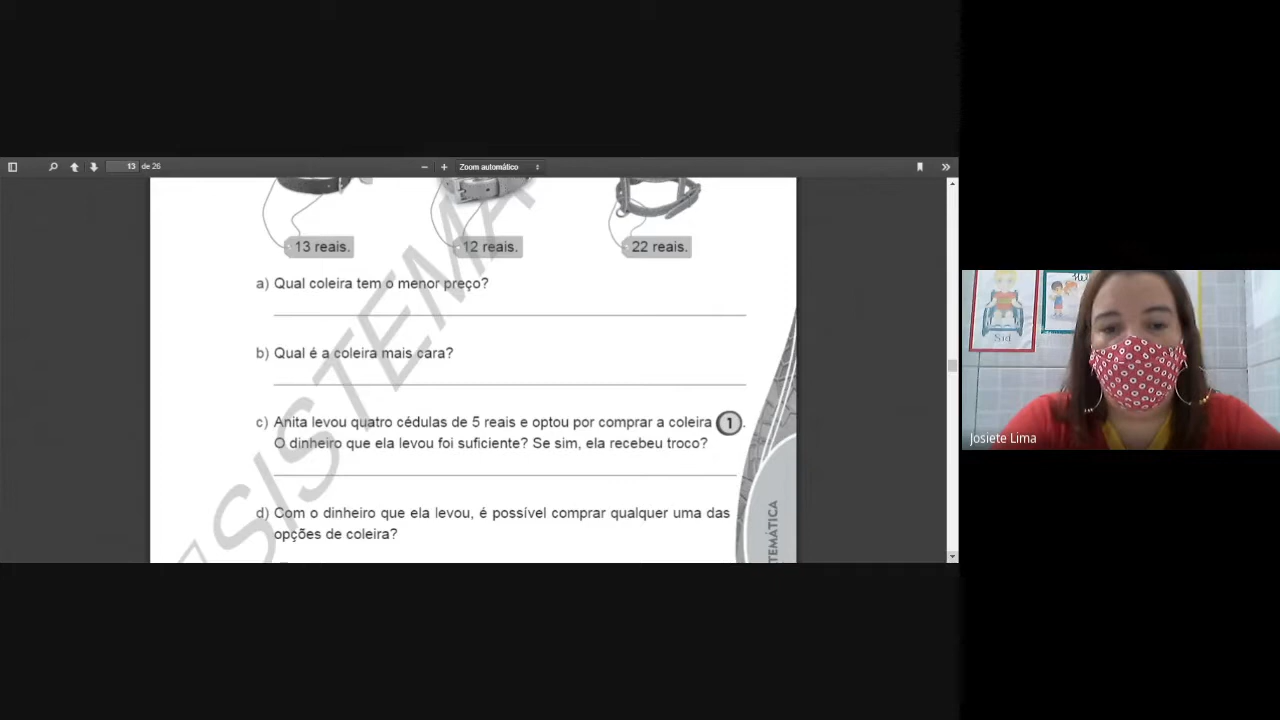 13 de 26
Zoom automático
13 reais.
12 reais.
22 reais.
a) Qual coleira tem o menor preço?
b) Qual é a coleira mais cara?
c) Anita levou quatro cédulas de 5 reais e optou por comprar a coleira 1.
O dinheiro que ela levou foi suficiente? Se sim, ela recebeu troco?
d) Com o dinheiro que ela levou, é possível comprar qualquer uma das
opções de coleira?
SISTEMA
TEMÁTICA
Sia
Josiete Lima